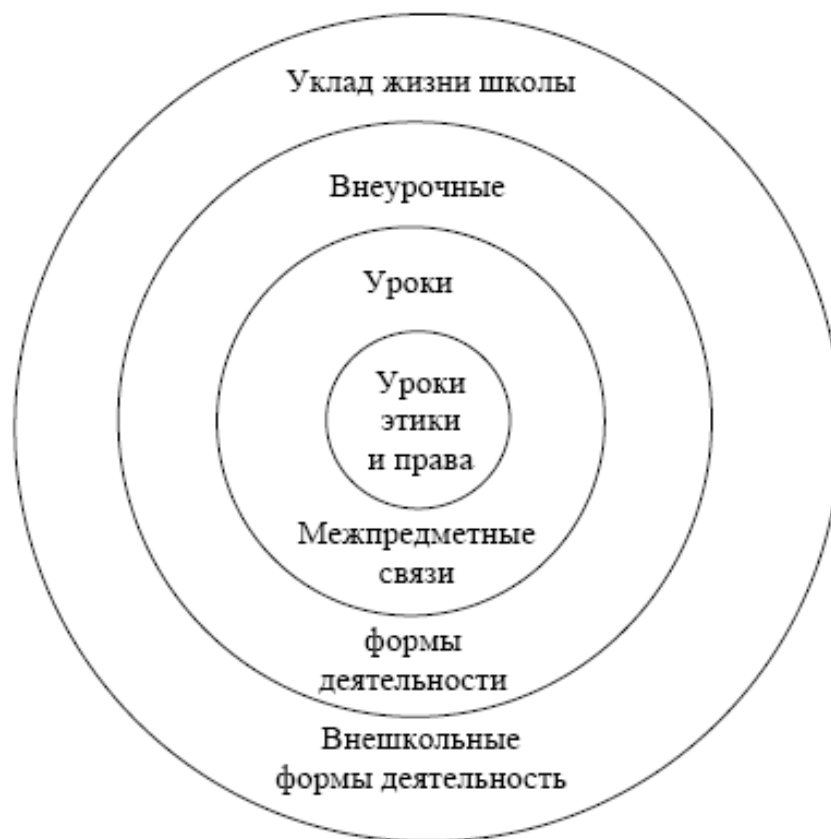 Уклад жизни школы
Внеурочные
Уроки
Уроки
этики
и права
Межпредметные
связи
формы
деятельности
Внешкольные
формы деятельность